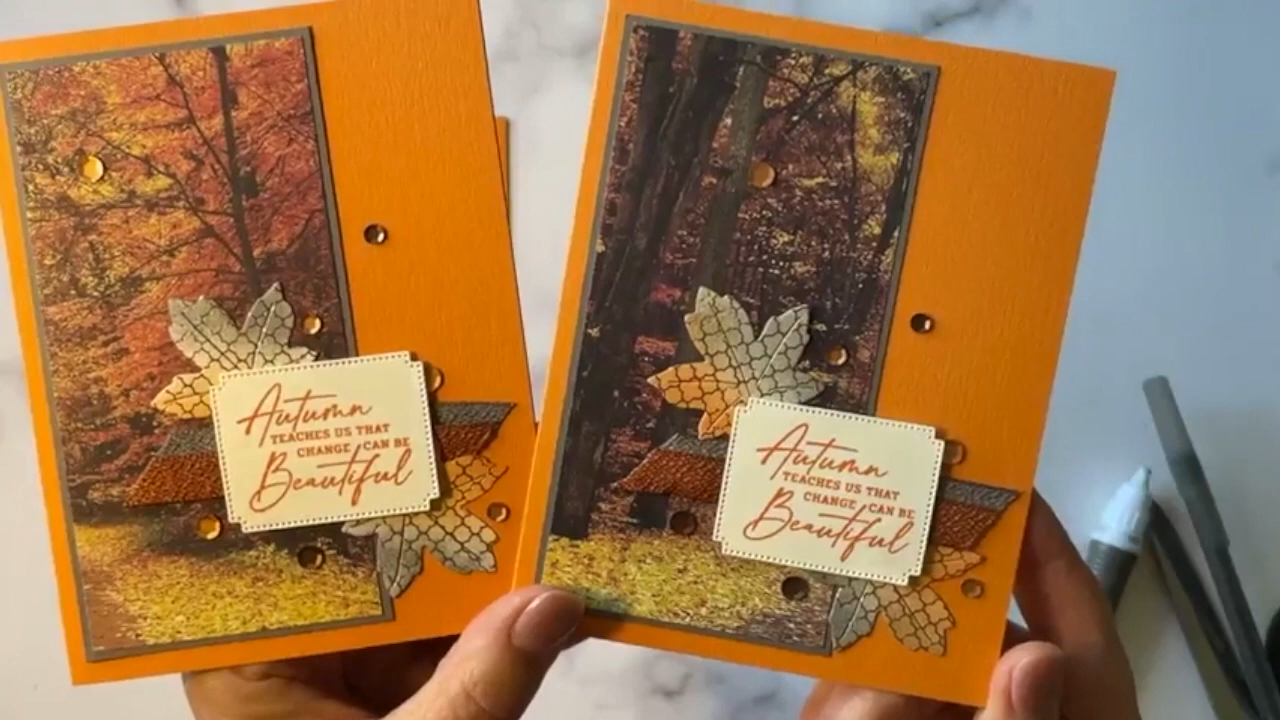 Autumn
TEACHES US THAT
CHANGE CAN BE
Beautiful
Autumn
TEACHES US THAT
CHANGE CAN BE
Beautiful